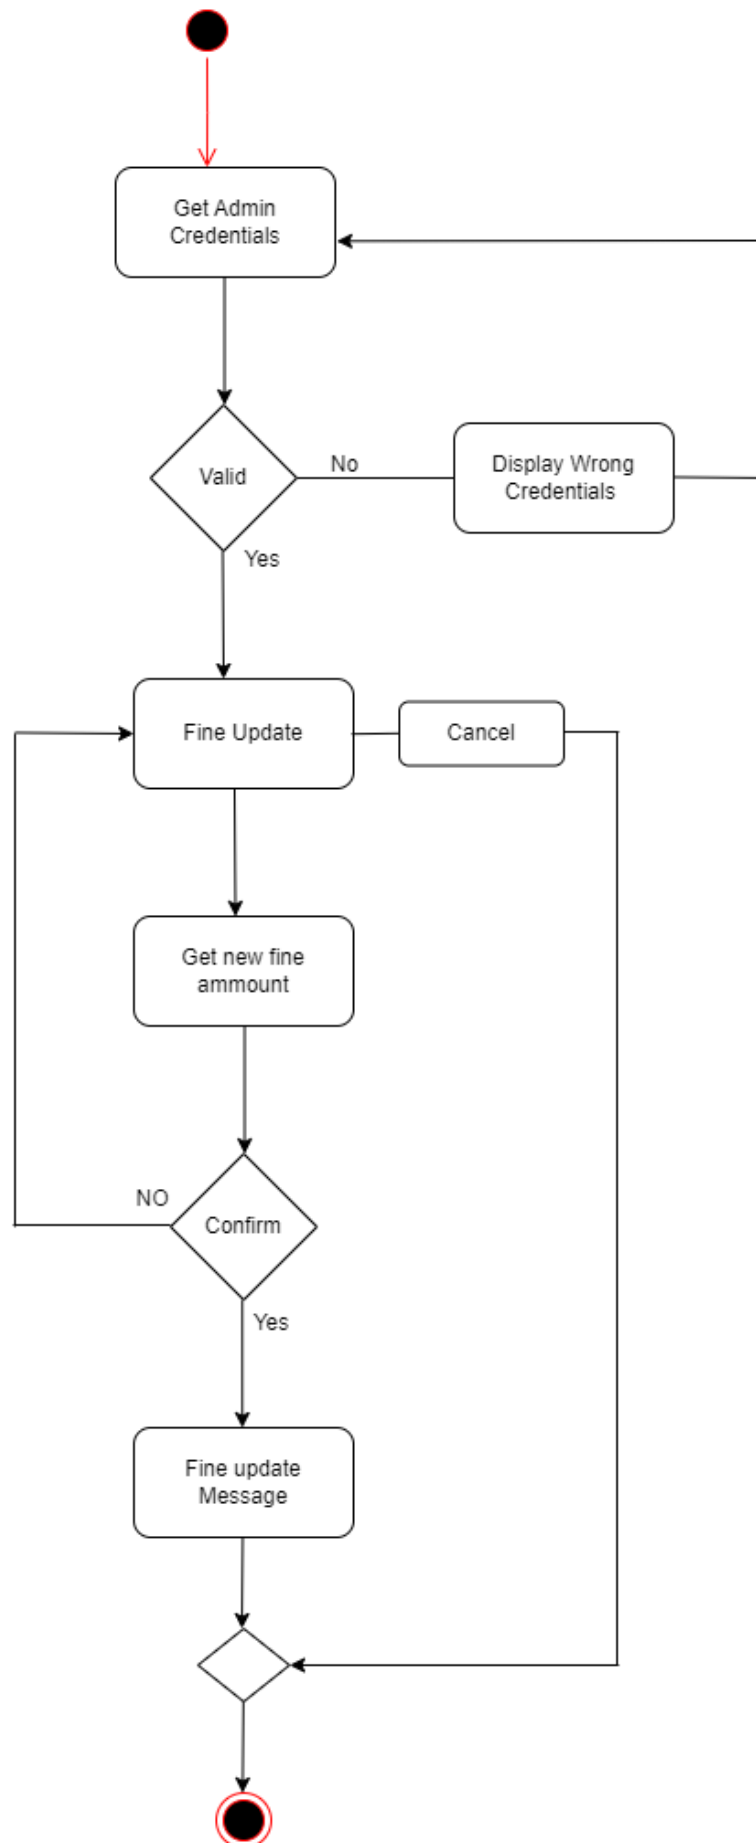 Get Admin
Credentials
Valid
No
Display Wrong
Credentials
Yes
Fine Update
Cancel
Get new fine
ammount
NO
Confirm
Yes
Fine update
Message